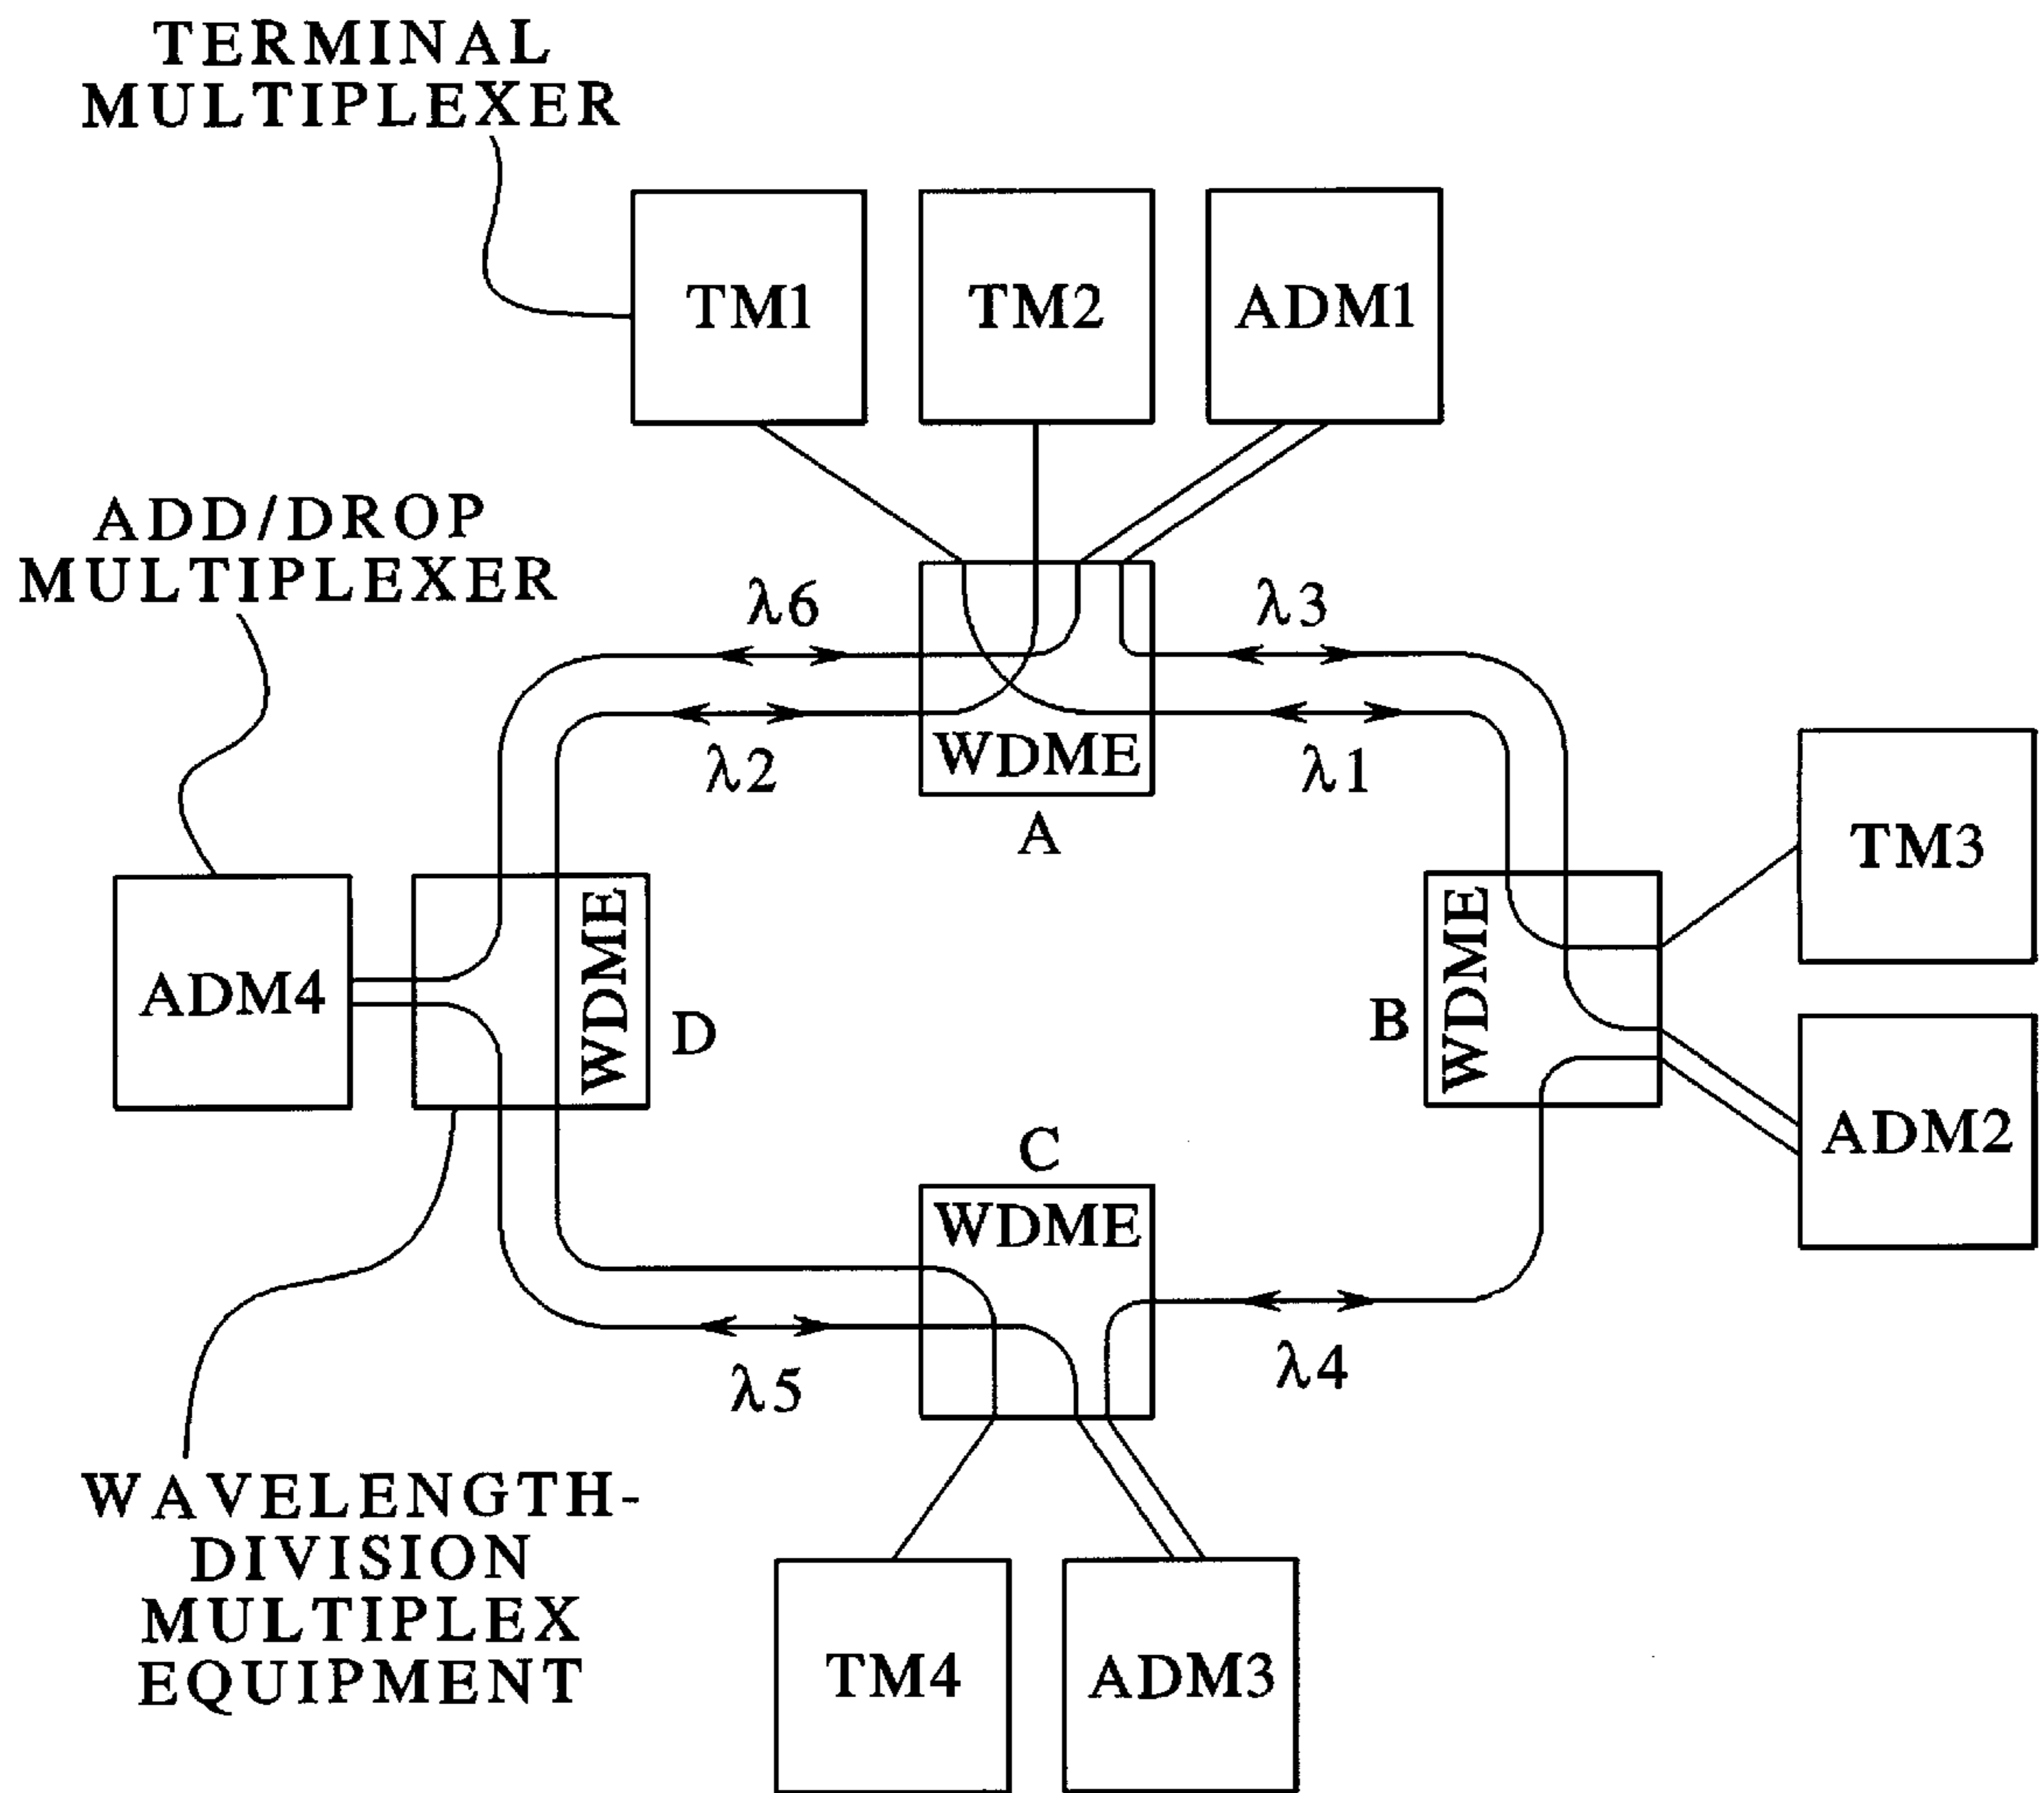 TERMINAL
MULTIPLEXER
TM1
TM2
ADM1
ADD/DROP
MULTIPLEXER
λ6
λ3
λ2
WDME
λ1
A
TM3
ADM4
WDME
D
B
WDME
ADM2
C
WDME
λ5
λ4
WAVELENGTH-
DIVISION
MULTIPLEX
EQUIPMENT
TM4
ADM3